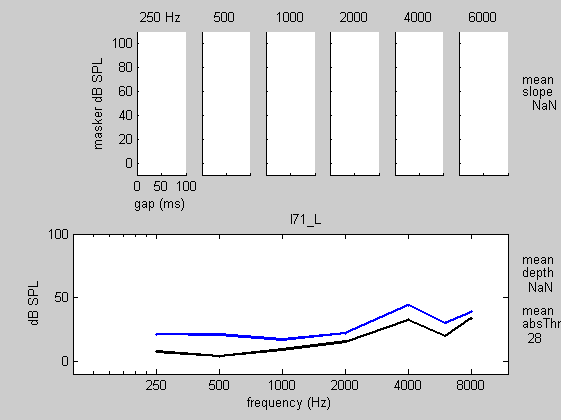 250 Hz 500 1000 2000 4000 6000
100
80
60
40
20
0
masker dB SPL
0 50 100
gap (ms)
mean
slope
NaN
I71_L
100
50
0
dB SPL
250 500 1000 2000 4000 8000
frequency (Hz)
mean
depth
NaN
mean
absThr
28